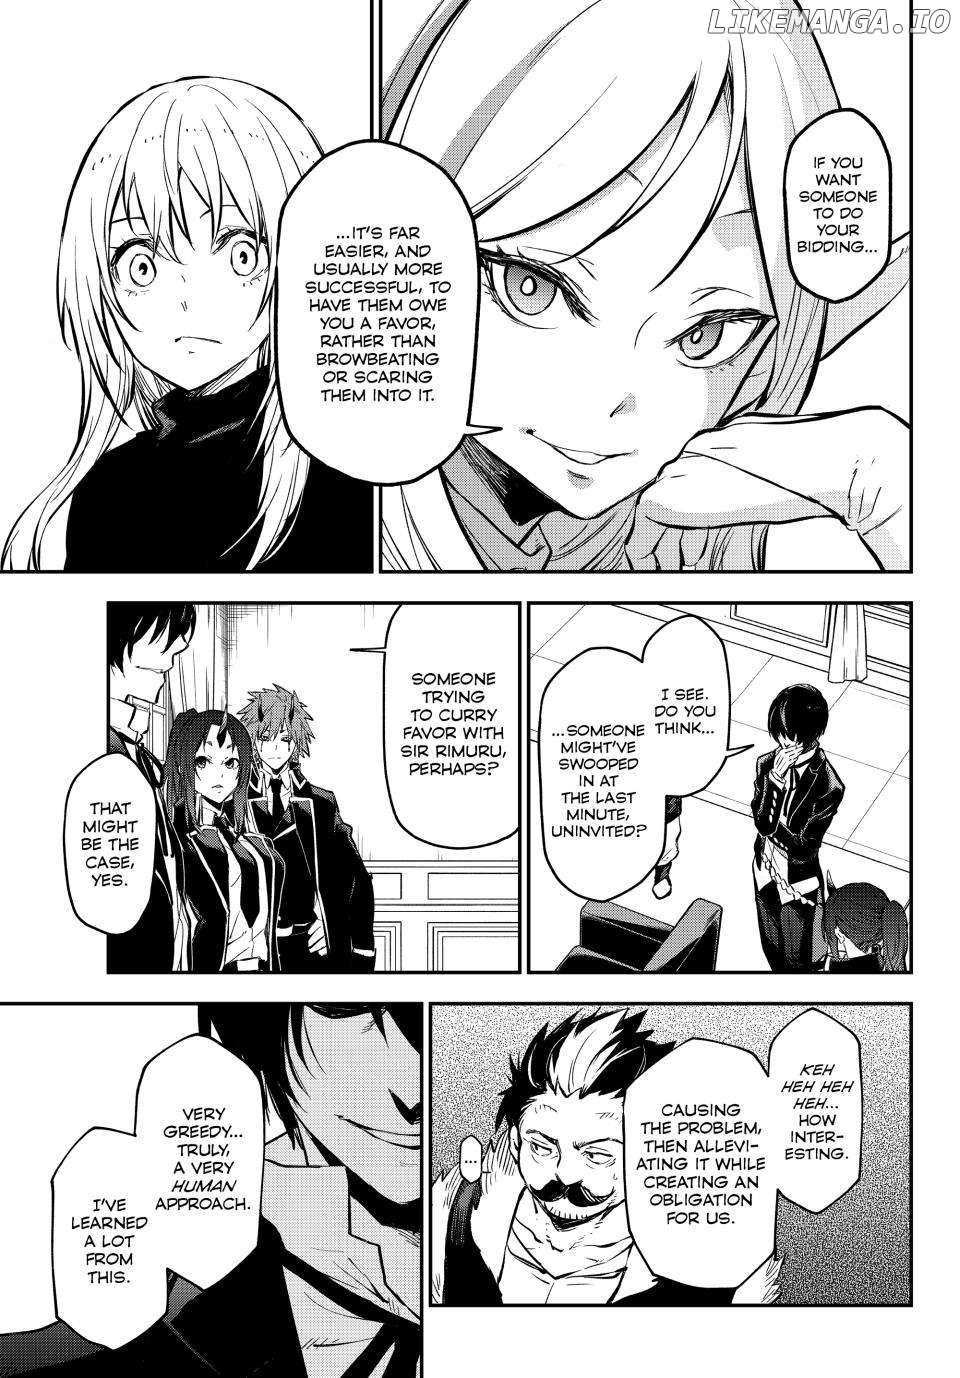 LIKEMANGA.IO
IF YOU
WANT
SOMEONE
TO DO
YOUR
BIDDING...
...IT'S FAR
EASIER, AND
USUALLY MORE
SUCCESSFUL, TO
HAVE THEM OWE
YOU A FAVOR,
RATHER THAN
BROWBEATING
OR SCARING
THEM INTO IT.
I SEE.
DO YOU
THINK...
...SOMEONE
MIGHT'VE
SWOOPED
IN AT
THE LAST
MINUTE,
UNINVITED?
SOMEONE
TRYING
TO CURRY
FAVOR WITH
SIR RIMURU,
PERHAPS?
THAT
MIGHT
BE THE
CASE,
YES.
KEH
HEH HEH
HEH...
HOW
INTER-
ESTING.
CAUSING
THE PROBLEM,
THEN ALLEVI-
ATING IT WHILE
CREATING AN
OBLIGATION
FOR US.
...
VERY
GREEDY...
TRULY,
A VERY
HUMAN
APPROACH.
I'VE
LEARNED
A LOT
FROM
THIS.